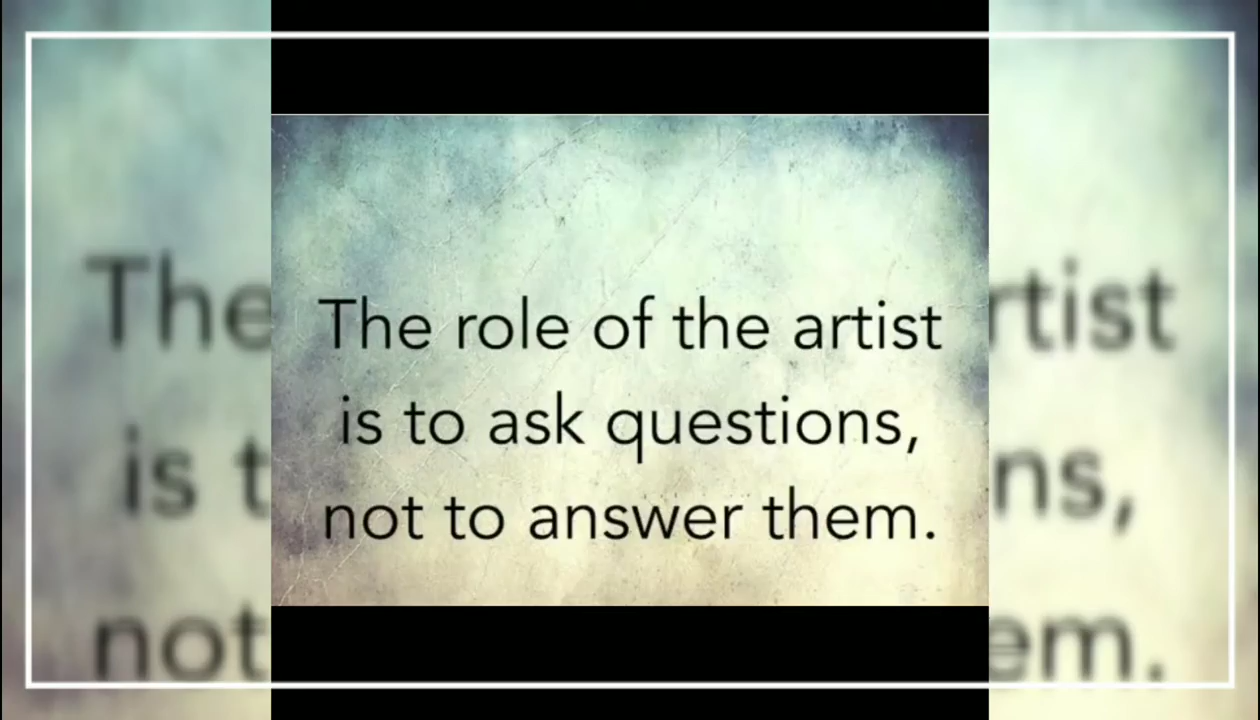 The role of the artist
is to ask questions,
not to answer them.